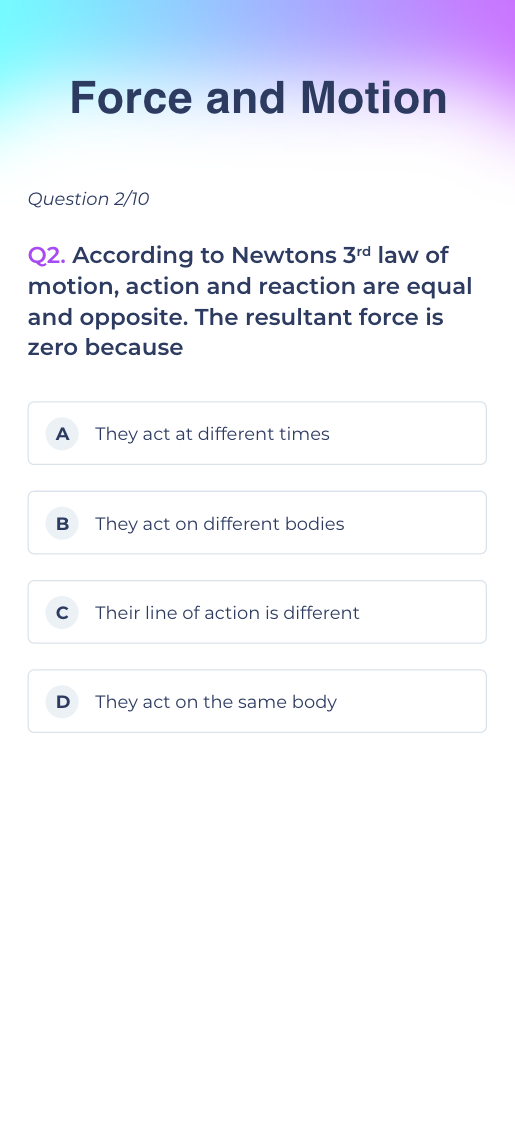 Force and Motion
Question 2/10
Q2. According to Newtons 3rd law of
motion, action and reaction are equal
and opposite. The resultant force is
zero because
A They act at different times
B They act on different bodies
C Their line of action is different
D They act on the same body